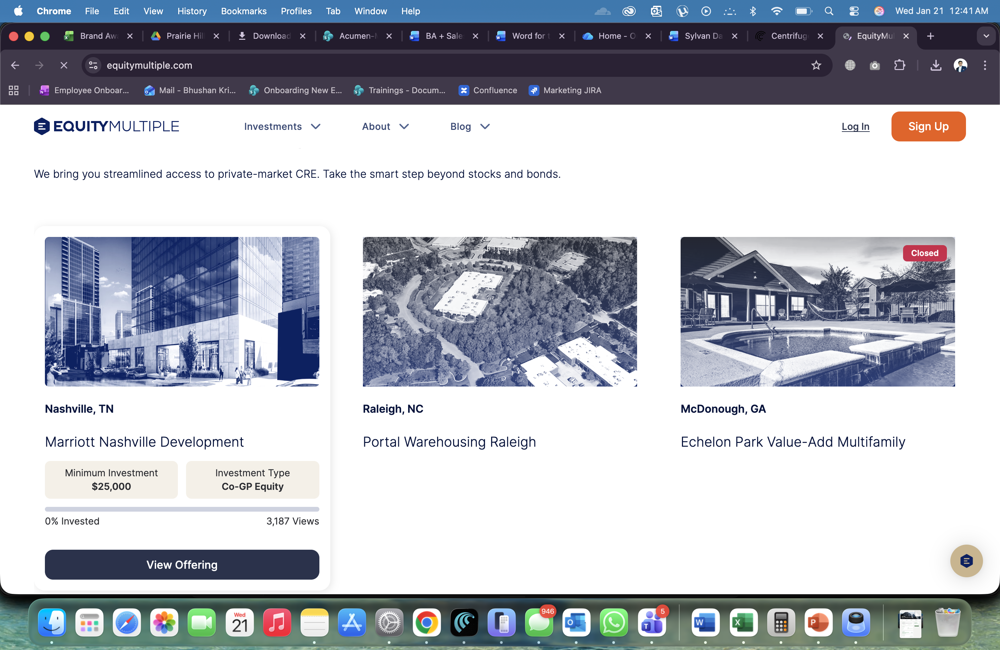 Chrome File Edit View History Bookmarks Profiles Tab Window Help Wed Jan 21 12:41 AM
Brand Aw Prairie Hil Download Acumen- BA + Sale Word for t Home - O Sylvan Da Centrifug EquityMul
equitymultiple.com
Employee Onboar... Mail - Bhushan Kri... Onboarding New E... Trainings - Docum... Confluence Marketing JIRA
EQUITYMULTIPLE Investments About Blog Log In Sign Up
We bring you streamlined access to private-market CRE. Take the smart step beyond stocks and bonds.
Closed
Nashville, TN
Marriott Nashville Development
Minimum Investment
$25,000
Investment Type
Co-GP Equity
0% Invested 3,187 Views
View Offering
Raleigh, NC
Portal Warehousing Raleigh
McDonough, GA
Echelon Park Value-Add Multifamily
Wed
21
946
5